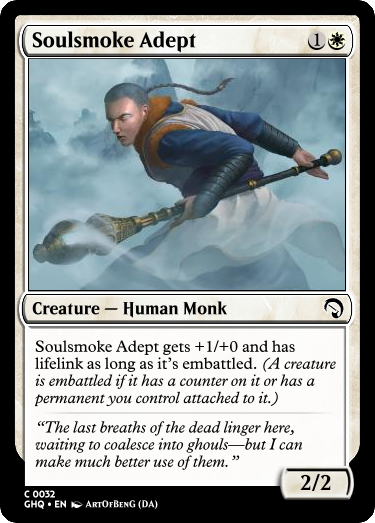 Soulsmoke Adept 1
Creature — Human Monk
Soulsmoke Adept gets +1/+0 and has
lifelink as long as it's embattled. (A creature
is embattled if it has a counter on it or has a
permanent you control attached to it.)
"The last breaths of the dead linger here,
waiting to coalesce into ghouls—but I can
make much better use of them."
2/2
C 0032
GHQ • EN ArtOfBenG (DA)